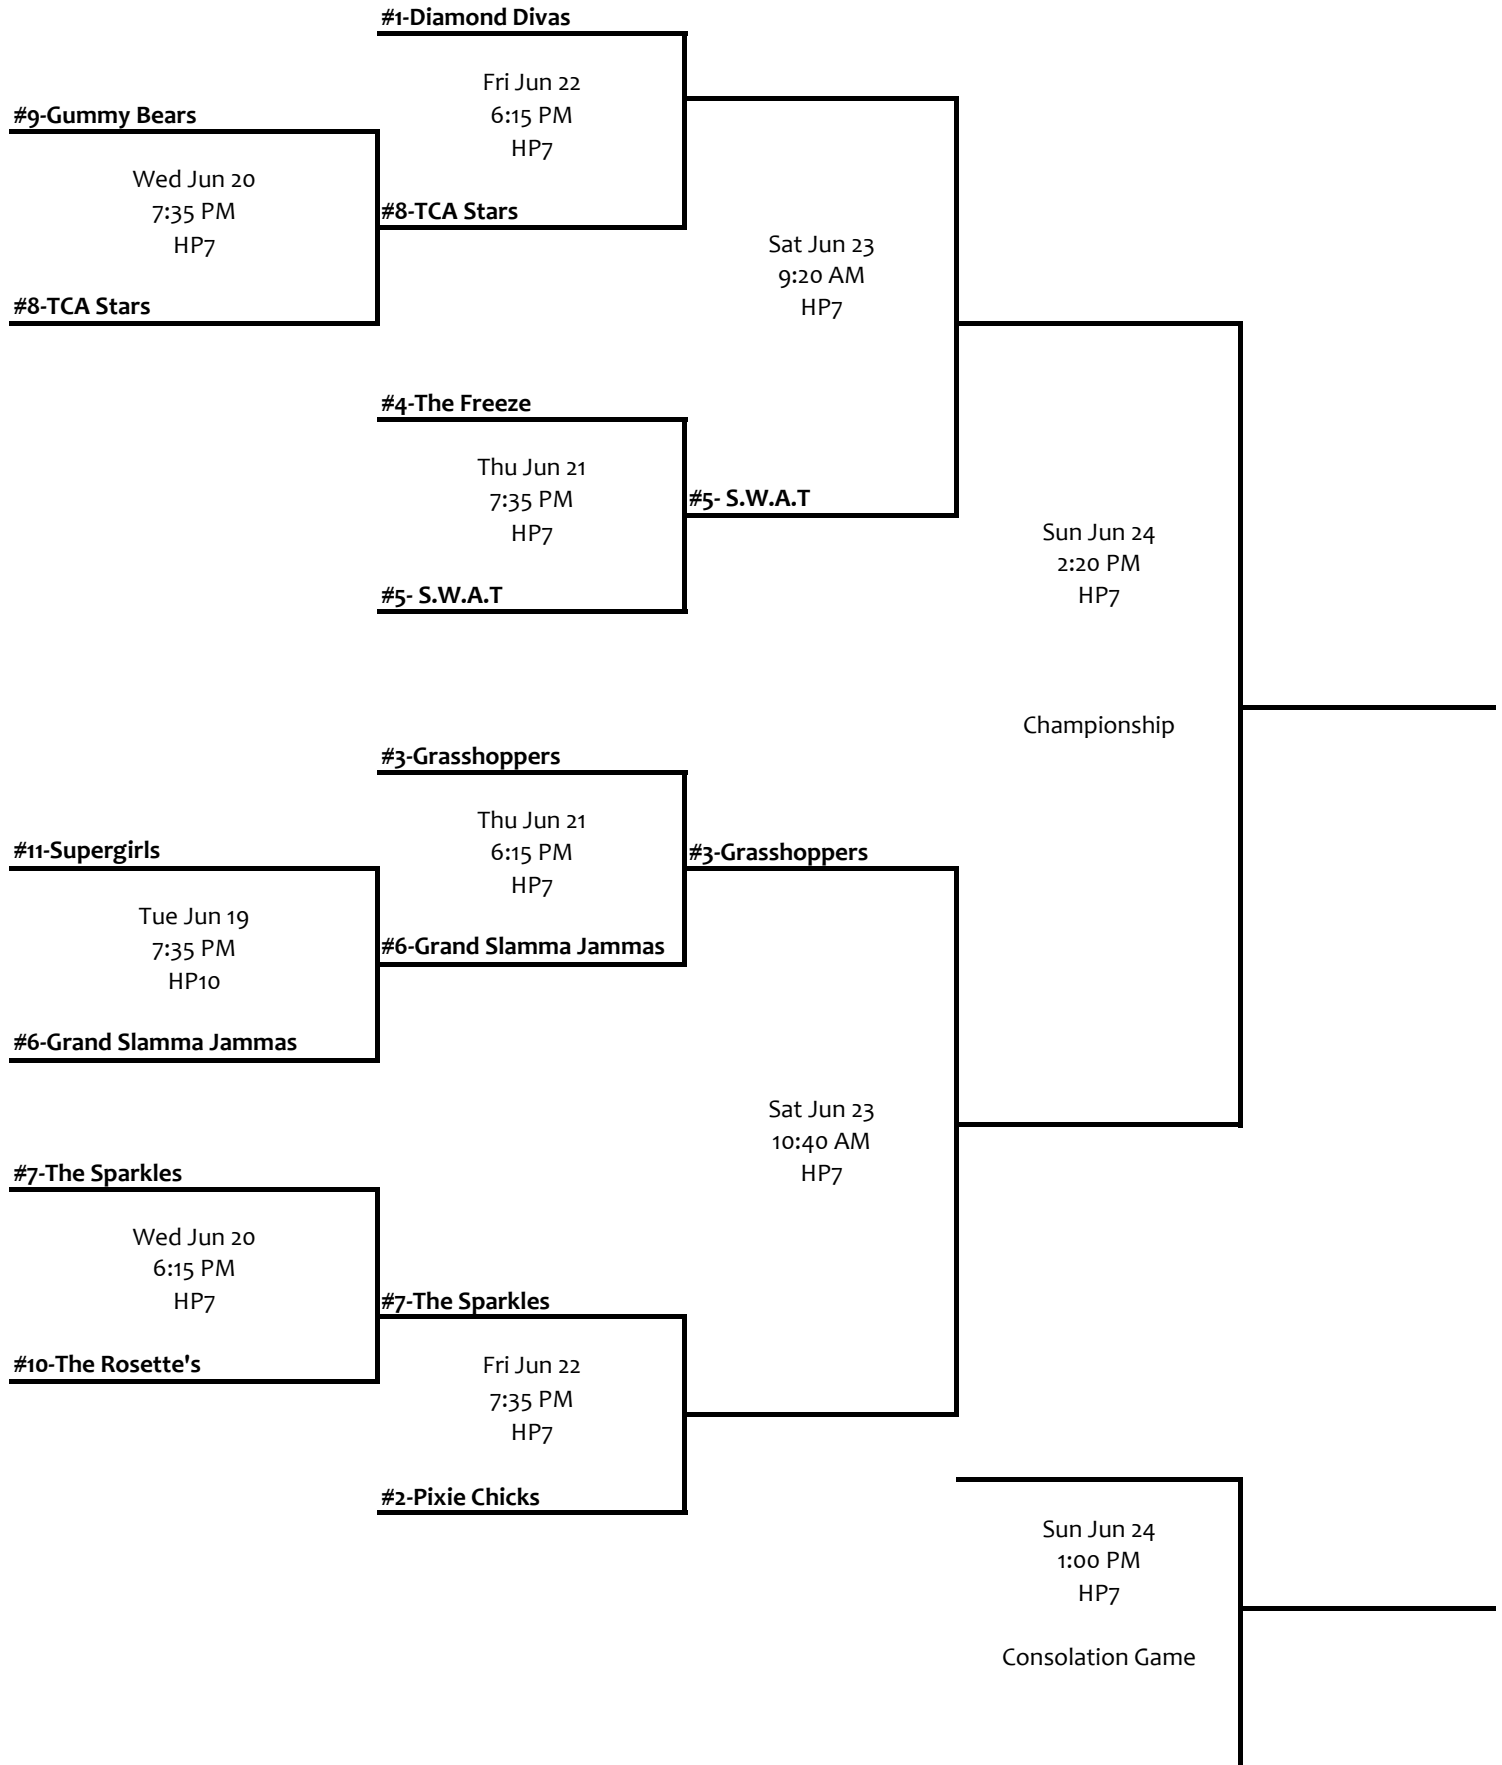 #1-Diamond Divas
Fri Jun 22
6:15 PM
HP7
#9-Gummy Bears
Wed Jun 20
7:35 PM
HP7
#8-TCA Stars
#8-TCA Stars
Sat Jun 23
9:20 AM
HP7
#4-The Freeze
Thu Jun 21
7:35 PM
HP7
#5- S.W.A.T
#5- S.W.A.T
Sun Jun 24
2:20 PM
HP7
Championship
#3-Grasshoppers
Thu Jun 21
6:15 PM
HP7
#3-Grasshoppers
#11-Supergirls
Tue Jun 19
7:35 PM
HP10
#6-Grand Slamma Jammas
#6-Grand Slamma Jammas
Sat Jun 23
10:40 AM
HP7
#7-The Sparkles
Wed Jun 20
6:15 PM
HP7
#7-The Sparkles
#10-The Rosette's
Fri Jun 22
7:35 PM
HP7
#2-Pixie Chicks
Sun Jun 24
1:00 PM
HP7
Consolation Game